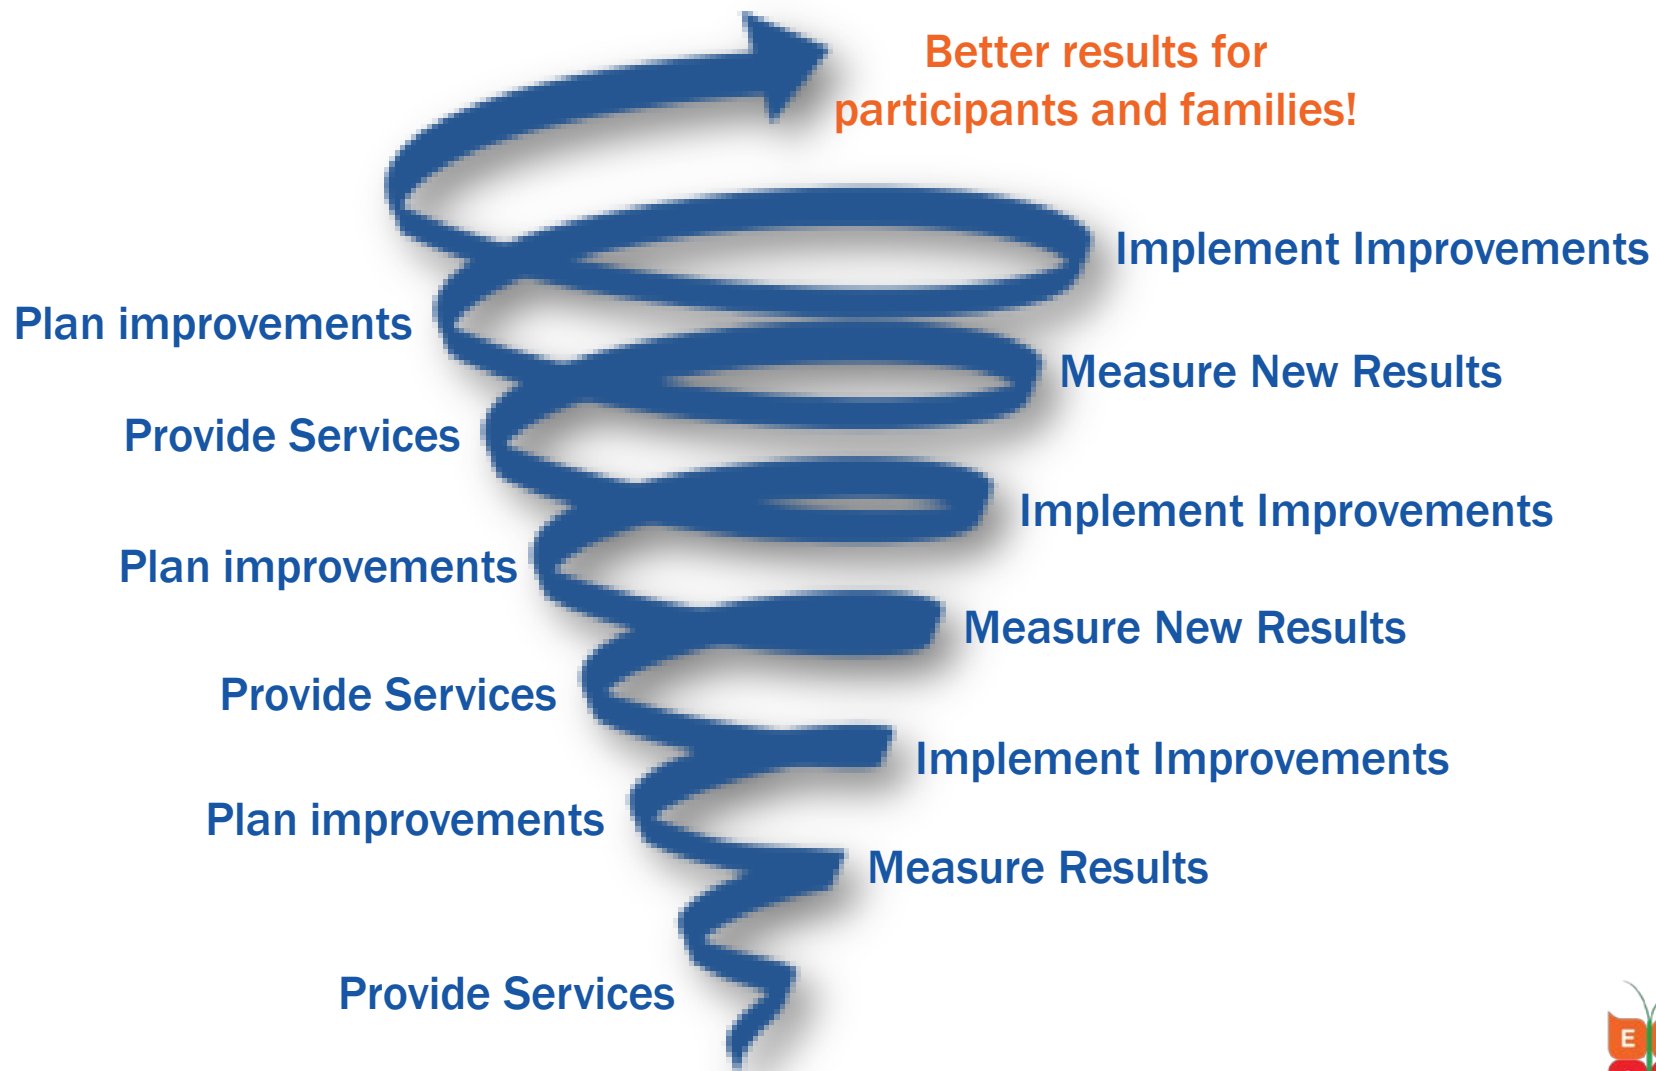 Better results for
participants and families!
Implement Improvements
Plan improvements
Measure New Results
Provide Services
Implement Improvements
Plan improvements
Measure New Results
Provide Services
Implement Improvements
Plan improvements
Measure Results
Provide Services
E